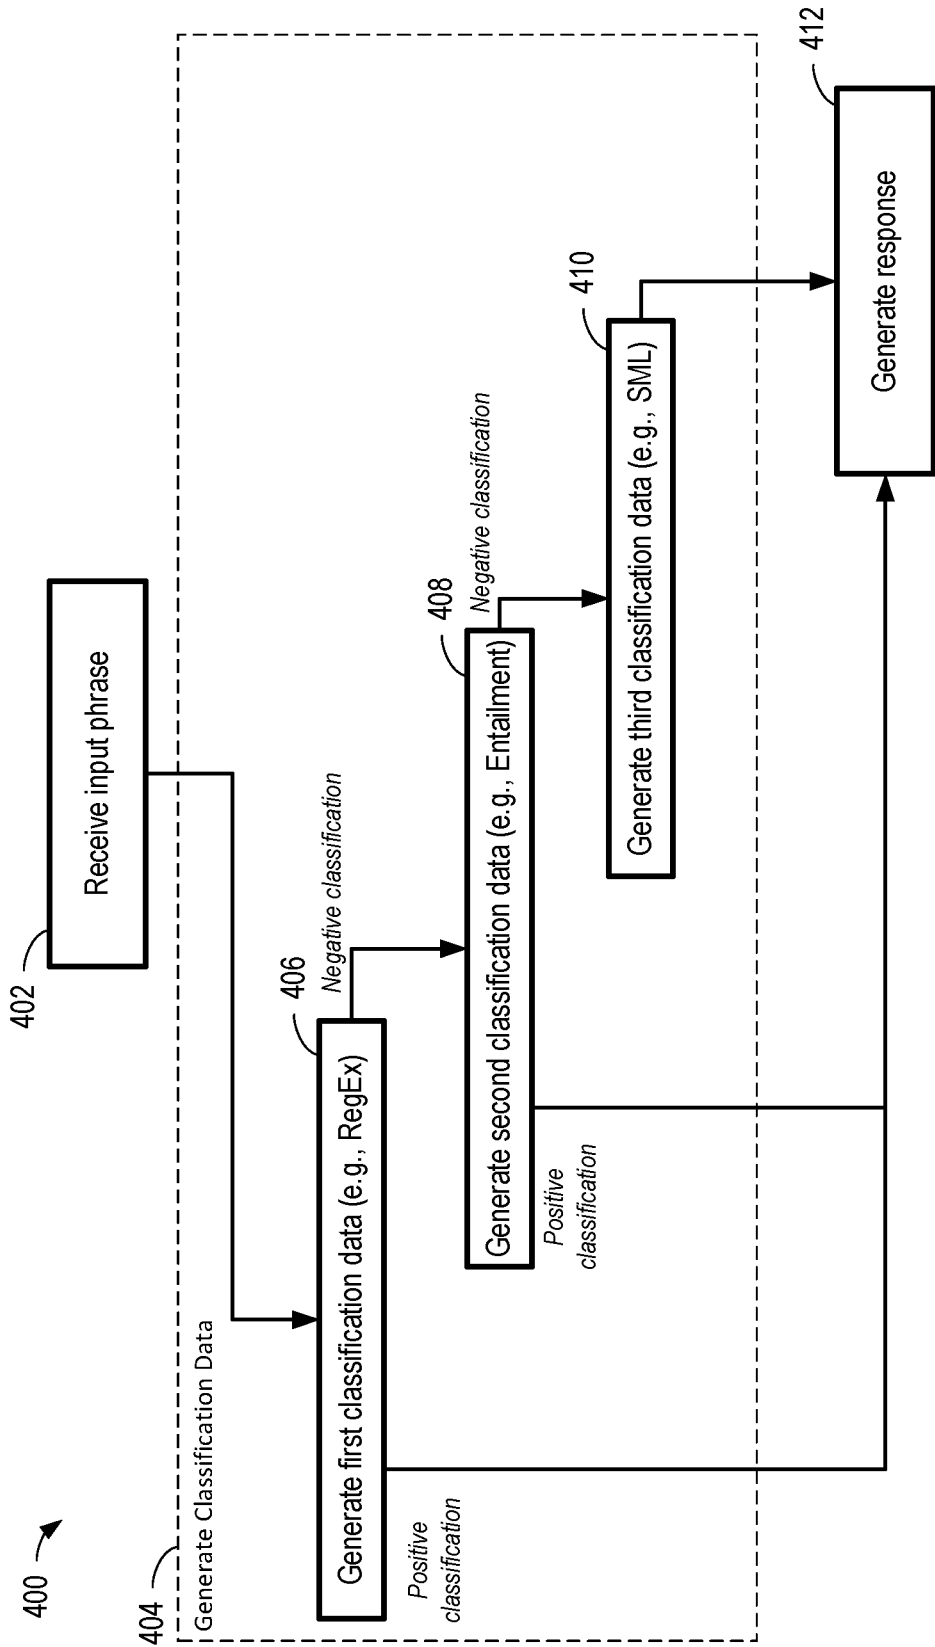 400
402
Receive input phrase
404
Generate Classification Data
406
Generate first classification data (e.g., RegEx)
Negative classification
Positive
classification
408
Generate second classification data (e.g., Entailment)
Negative classification
Positive
classification
410
Generate third classification data (e.g., SML)
412
Generate response